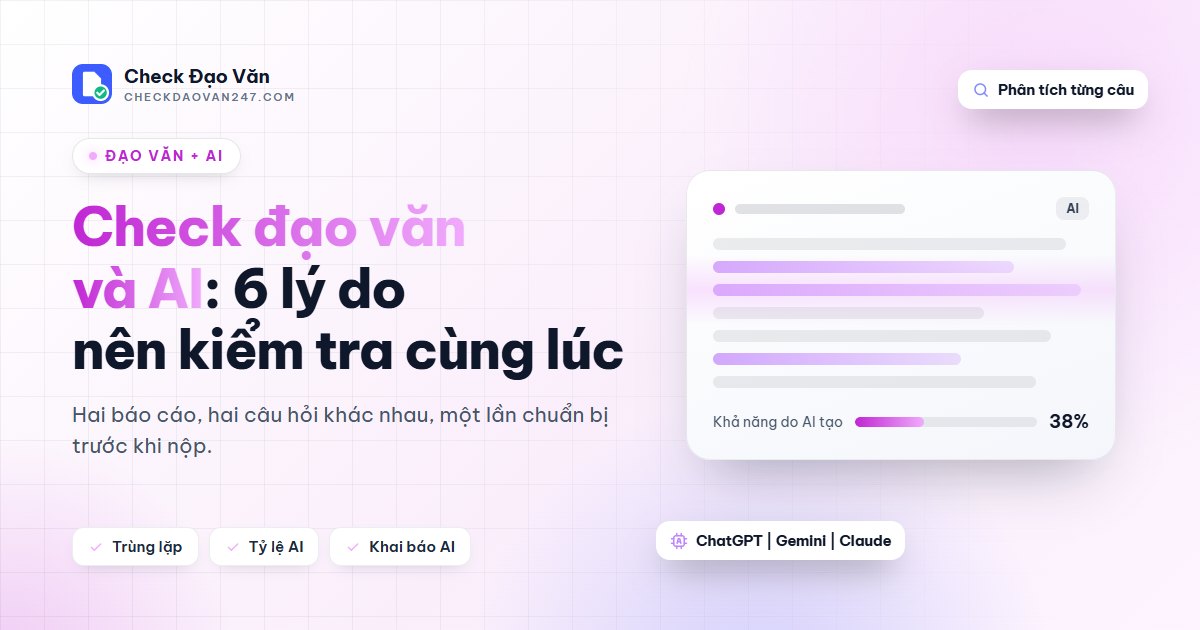 Check Đạo Văn
CHECKDAOVAN247.COM
ĐẠO VĂN + AI
Check đạo văn
và AI: 6 lý do
nên kiểm tra cùng lúc
Hai báo cáo, hai câu hỏi khác nhau, một lần chuẩn bị
trước khi nộp.
Trùng lặp
Tỷ lệ AI
Khai báo AI
Phân tích từng câu
AI
Khả năng do AI tạo
38%
ChatGPT | Gemini | Claude